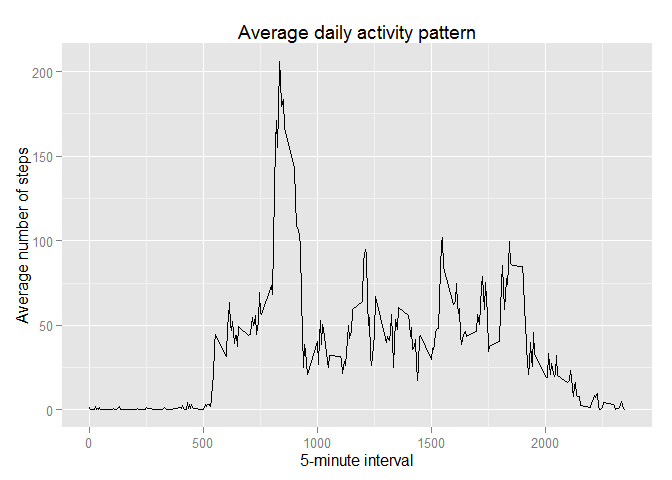 Average daily activity pattern
Average number of steps
200
150
100
50
0
0 500 1000 1500 2000
5-minute interval